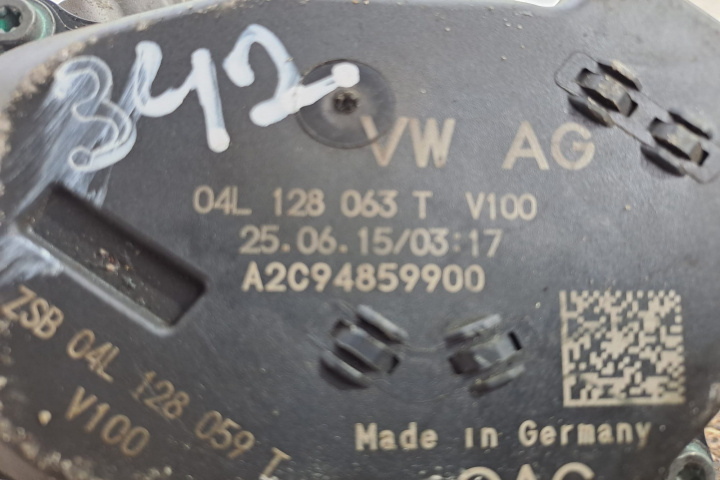 342
VW AG
04L 128 063 T V100
25.06.15/03:17
A2C94859900
ZSB 04L 128 059 T
V100
Made in Germany